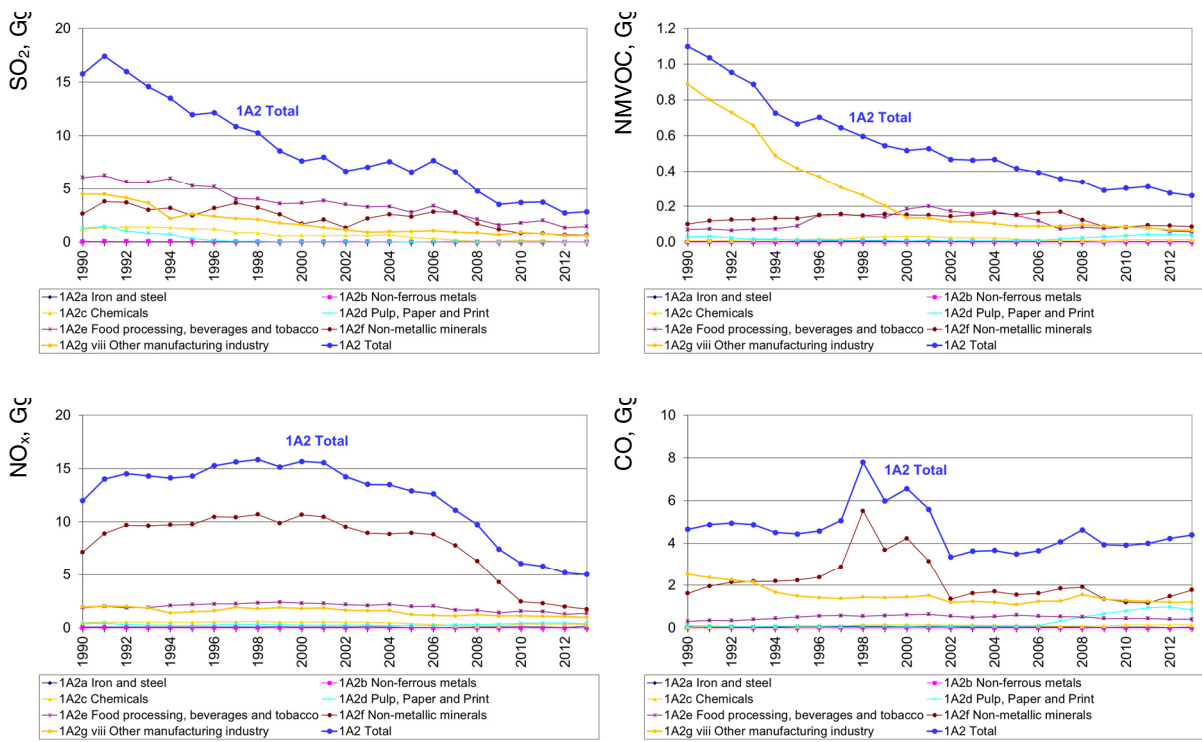 SO2, Gg
20
15
10
5
0
1A2 Total
1990
1992
1994
1996
1998
2000
2002
2004
2006
2008
2010
2012
1A2a Iron and steel
1A2b Non-ferrous metals
1A2c Chemicals
1A2d Pulp, Paper and Print
1A2e Food processing, beverages and tobacco
1A2f Non-metallic minerals
1A2g viii Other manufacturing industry
1A2 Total
NMVOC, Gg
1.2
1.0
0.8
0.6
0.4
0.2
0.0
1A2 Total
1990
1992
1994
1996
1998
2000
2002
2004
2006
2008
2010
2012
1A2a Iron and steel
1A2b Non-ferrous metals
1A2c Chemicals
1A2d Pulp, Paper and Print
1A2e Food processing, beverages and tobacco
1A2f Non-metallic minerals
1A2g viii Other manufacturing industry
1A2 Total
NOx, Gg
20
15
10
5
0
1A2 Total
1990
1992
1994
1996
1998
2000
2002
2004
2006
2008
2010
2012
1A2a Iron and steel
1A2b Non-ferrous metals
1A2c Chemicals
1A2d Pulp, Paper and Print
1A2e Food processing, beverages and tobacco
1A2f Non-metallic minerals
1A2g viii Other manufacturing industry
1A2 Total
CO, Gg
10
8
6
4
2
0
1A2 Total
1990
1992
1994
1996
1998
2000
2002
2004
2006
2008
2010
2012
1A2a Iron and steel
1A2b Non-ferrous metals
1A2c Chemicals
1A2d Pulp, Paper and Print
1A2e Food processing, beverages and tobacco
1A2f Non-metallic minerals
1A2g viii Other manufacturing industry
1A2 Total